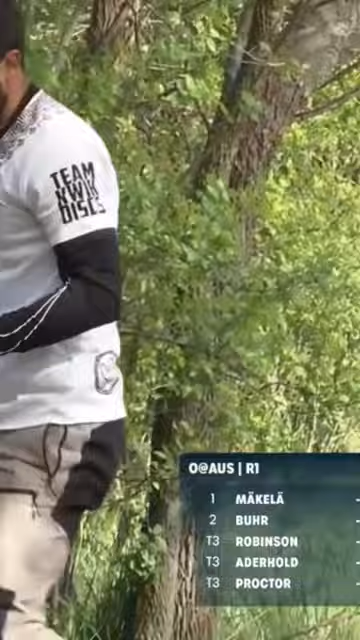 TEAM
KWIK
DISCS
O@AUS | R1
1 MÄKELÄ
2 BUHR
T3 ROBINSON
T3 ADERHOLD
T3 PROCTOR